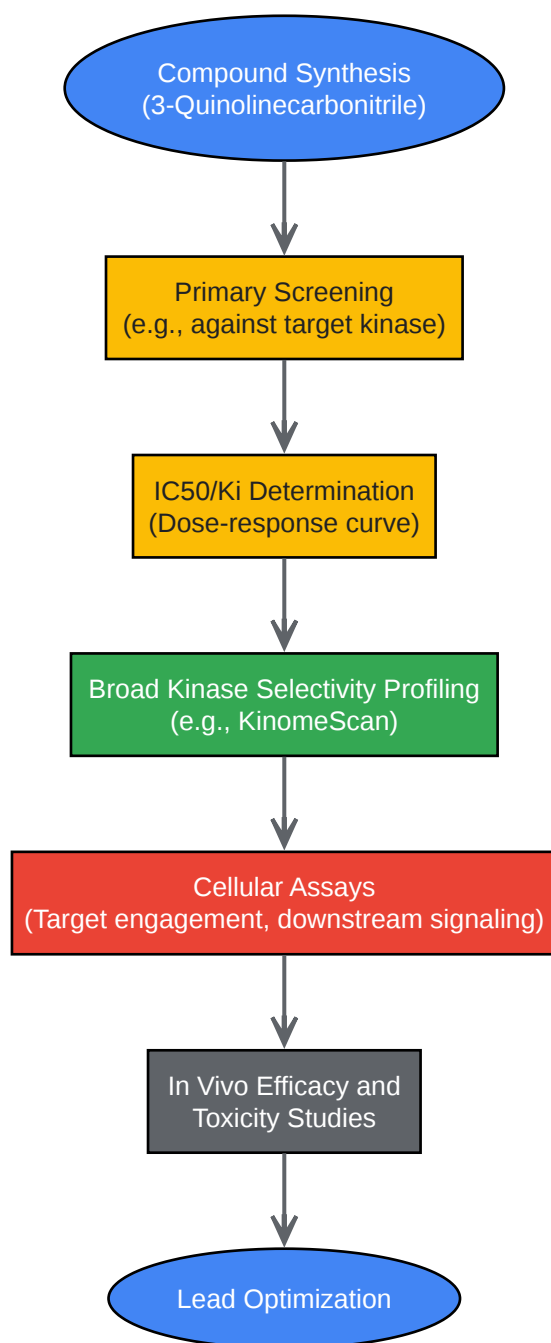 Compound Synthesis
(3-Quinolinecarbonitrile)
Primary Screening
(e.g., against target kinase)
IC50/Ki Determination
(Dose-response curve)
Broad Kinase Selectivity Profiling
(e.g., KinomeScan)
Cellular Assays
(Target engagement, downstream signaling)
In Vivo Efficacy and
Toxicity Studies
Lead Optimization